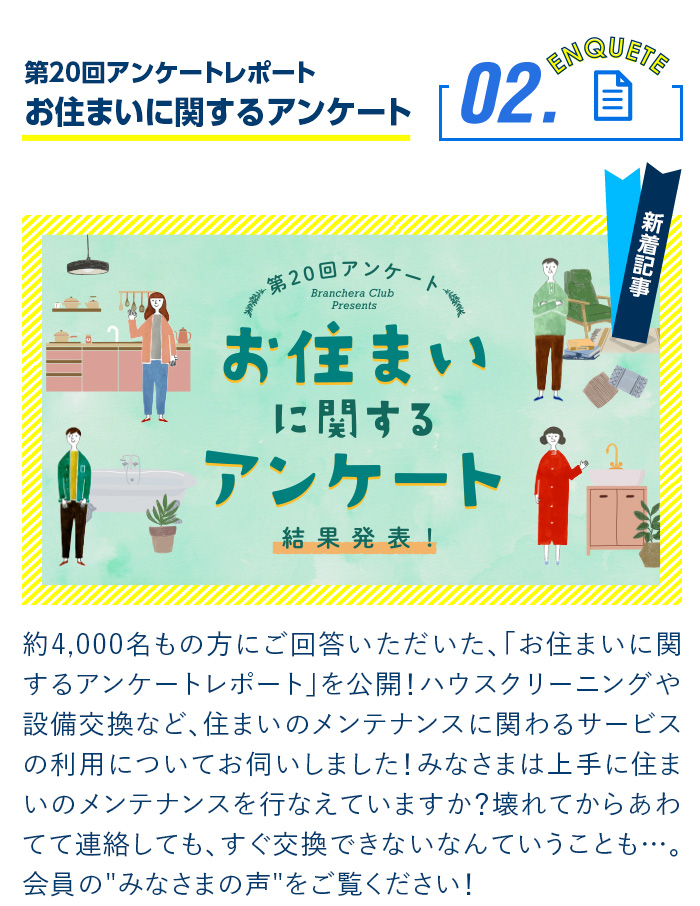 第20回アンケートレポート
お住まいに関するアンケート
02.
ENQUETE
新着記事
第20回アンケート
Branchera Club
Presents
お住まい
に関する
アンケート
結果発表!
約4,000名もの方にご回答いただいた、「お住まいに関
するアンケートレポート」を公開!ハウスクリーニングや
設備交換など、住まいのメンテナンスに関わるサービス
の利用についてお伺いしました!みなさまは上手に住ま
いのメンテナンスを行なえていますか?壊れてからあわ
てて連絡しても、すぐ交換できないなんていうことも…。
会員の"みなさまの声"をご覧ください!